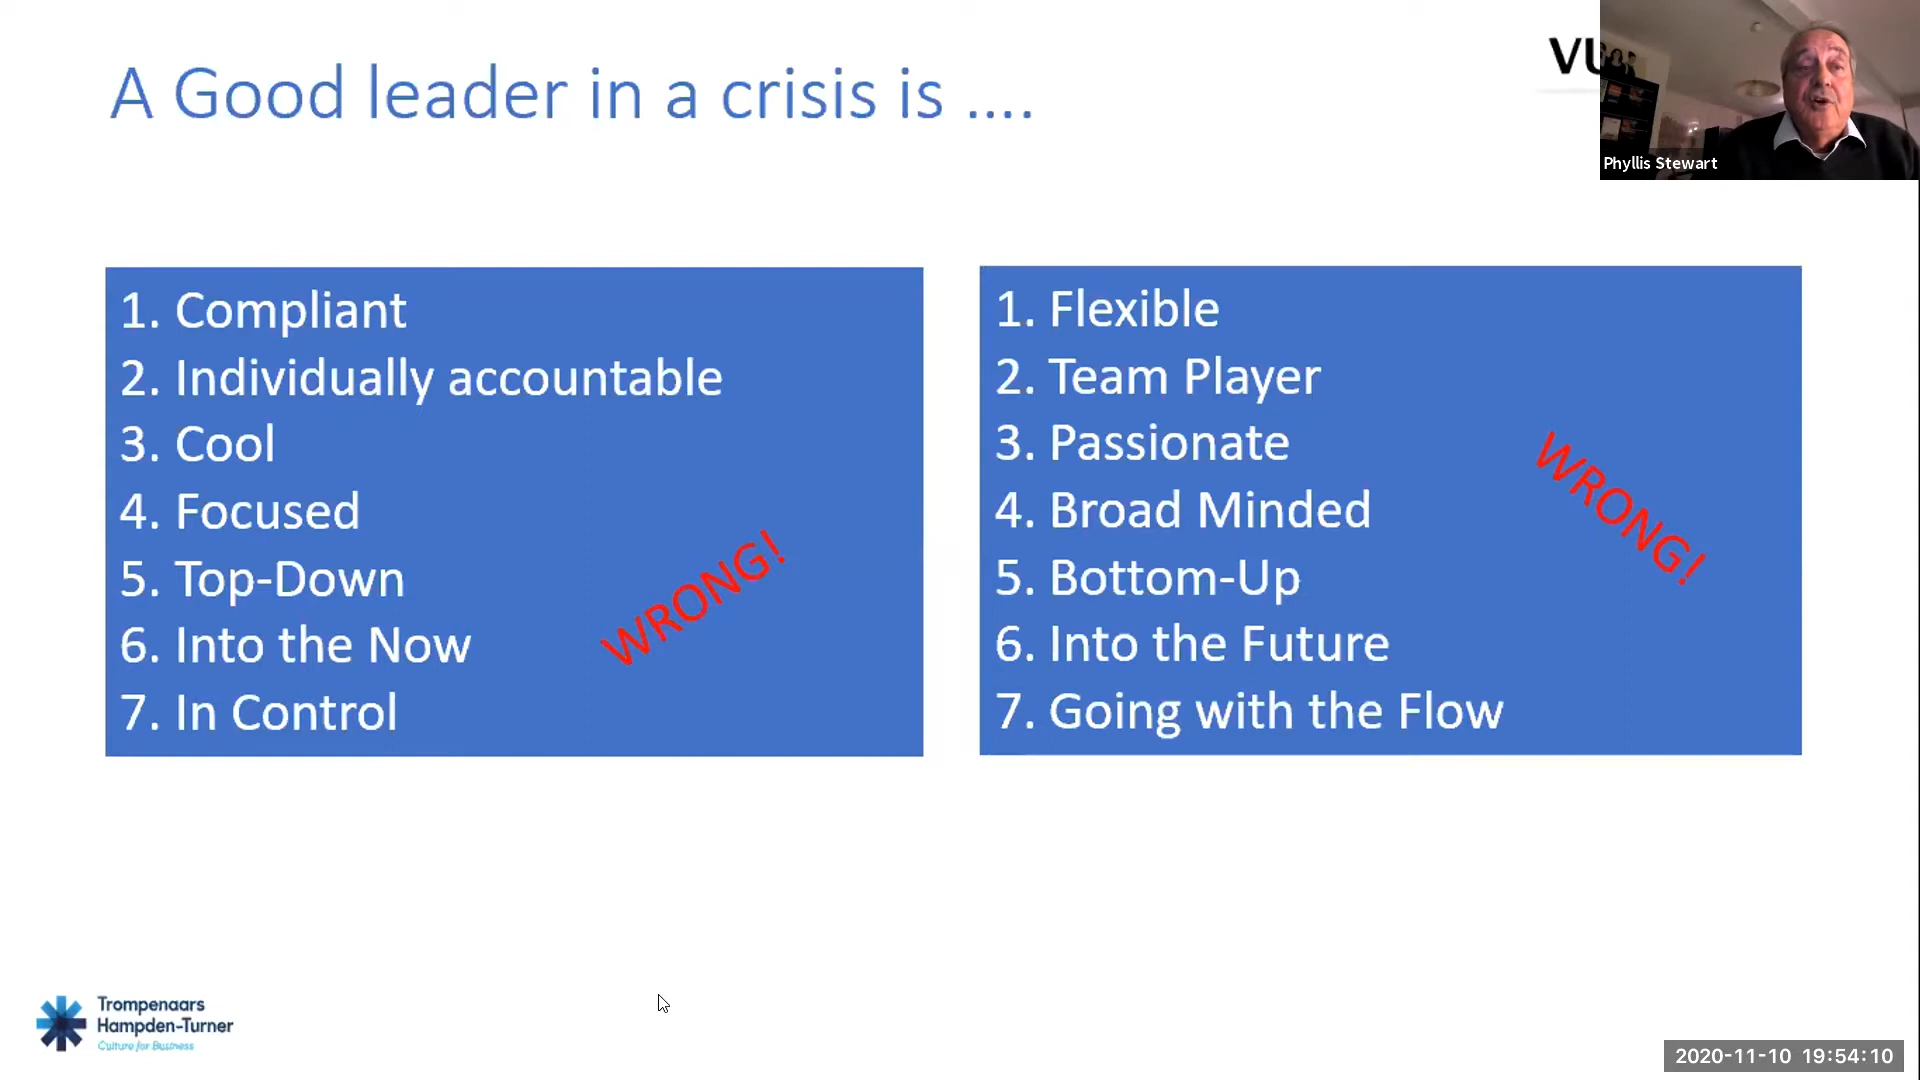 A Good leader in a crisis is ....
VU
Phyllis Stewart
1. Compliant
2. Individually accountable
3. Cool
4. Focused
5. Top-Down
6. Into the Now
7. In Control
WRONG!
1. Flexible
2. Team Player
3. Passionate
4. Broad Minded
5. Bottom-Up
6. Into the Future
7. Going with the Flow
WRONG!
Trompenaars
Hampden-Turner
Culture for Business
2020-11-10 19:54:10